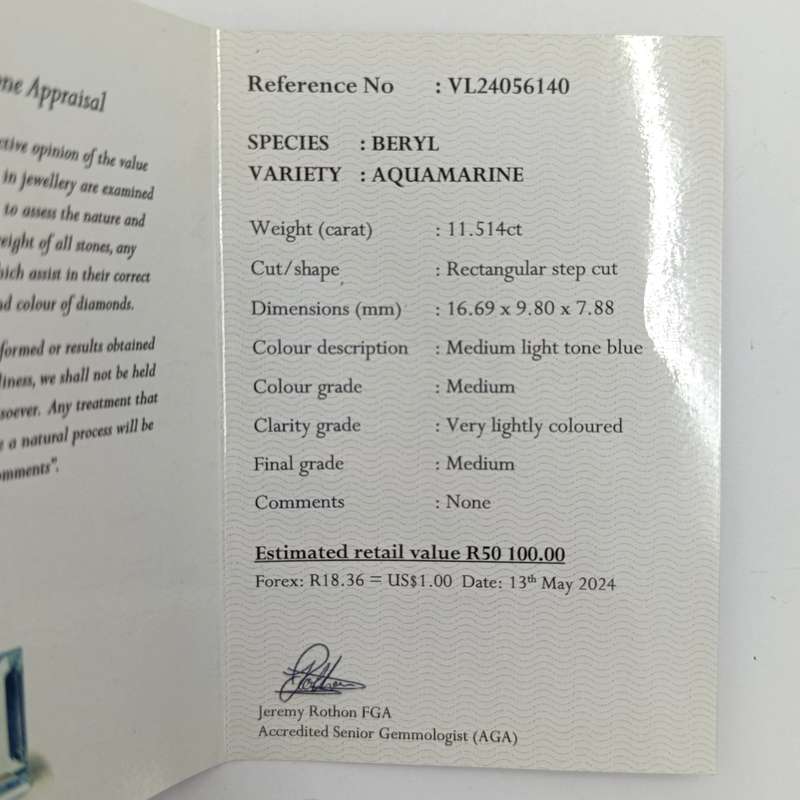 ne Appraisal
ctive opinion of the value
in jewellery are examined
to assess the nature and
eight of all stones, any
hich assist in their correct
nd colour of diamonds.
formed or results obtained
liness, we shall not be held
soever. Any treatment that
e a natural process will be
omments".
Reference No : VL24056140
SPECIES : BERYL
VARIETY : AQUAMARINE
Weight (carat) : 11.514ct
Cut/shape : Rectangular step cut
Dimensions (mm) : 16.69 x 9.80 x 7.88
Colour description : Medium light tone blue
Colour grade : Medium
Clarity grade : Very lightly coloured
Final grade : Medium
Comments : None
Estimated retail value R50 100.00
Forex: R18.36 = US$1.00 Date: 13th May 2024
Jeremy Rothon FGA
Accredited Senior Gemmologist (AGA)